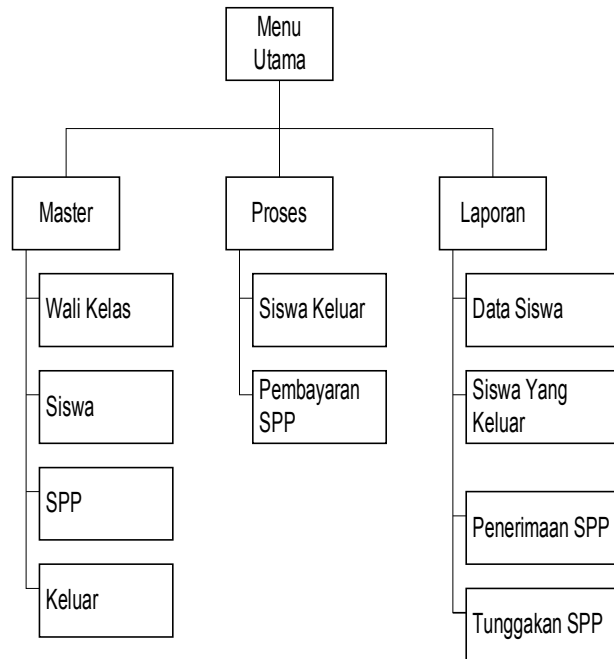 Menu
Utama
Master
Proses
Laporan
Wali Kelas
Siswa
SPP
Keluar
Siswa Keluar
Pembayaran
SPP
Data Siswa
Siswa Yang
Keluar
Penerimaan SPP
Tunggakan SPP